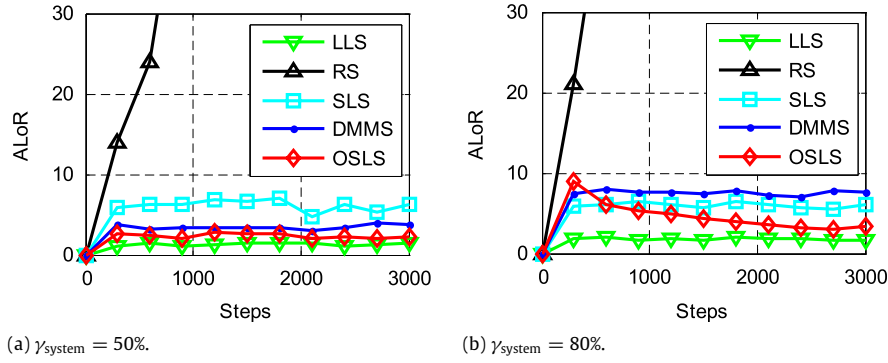 30
20
10
0
ALoR
0
1000
2000
3000
Steps
LLS
RS
SLS
DMMS
OSLS
(a) γsystem = 50%.
30
20
10
0
ALoR
0
1000
2000
3000
Steps
LLS
RS
SLS
DMMS
OSLS
(b) γsystem = 80%.